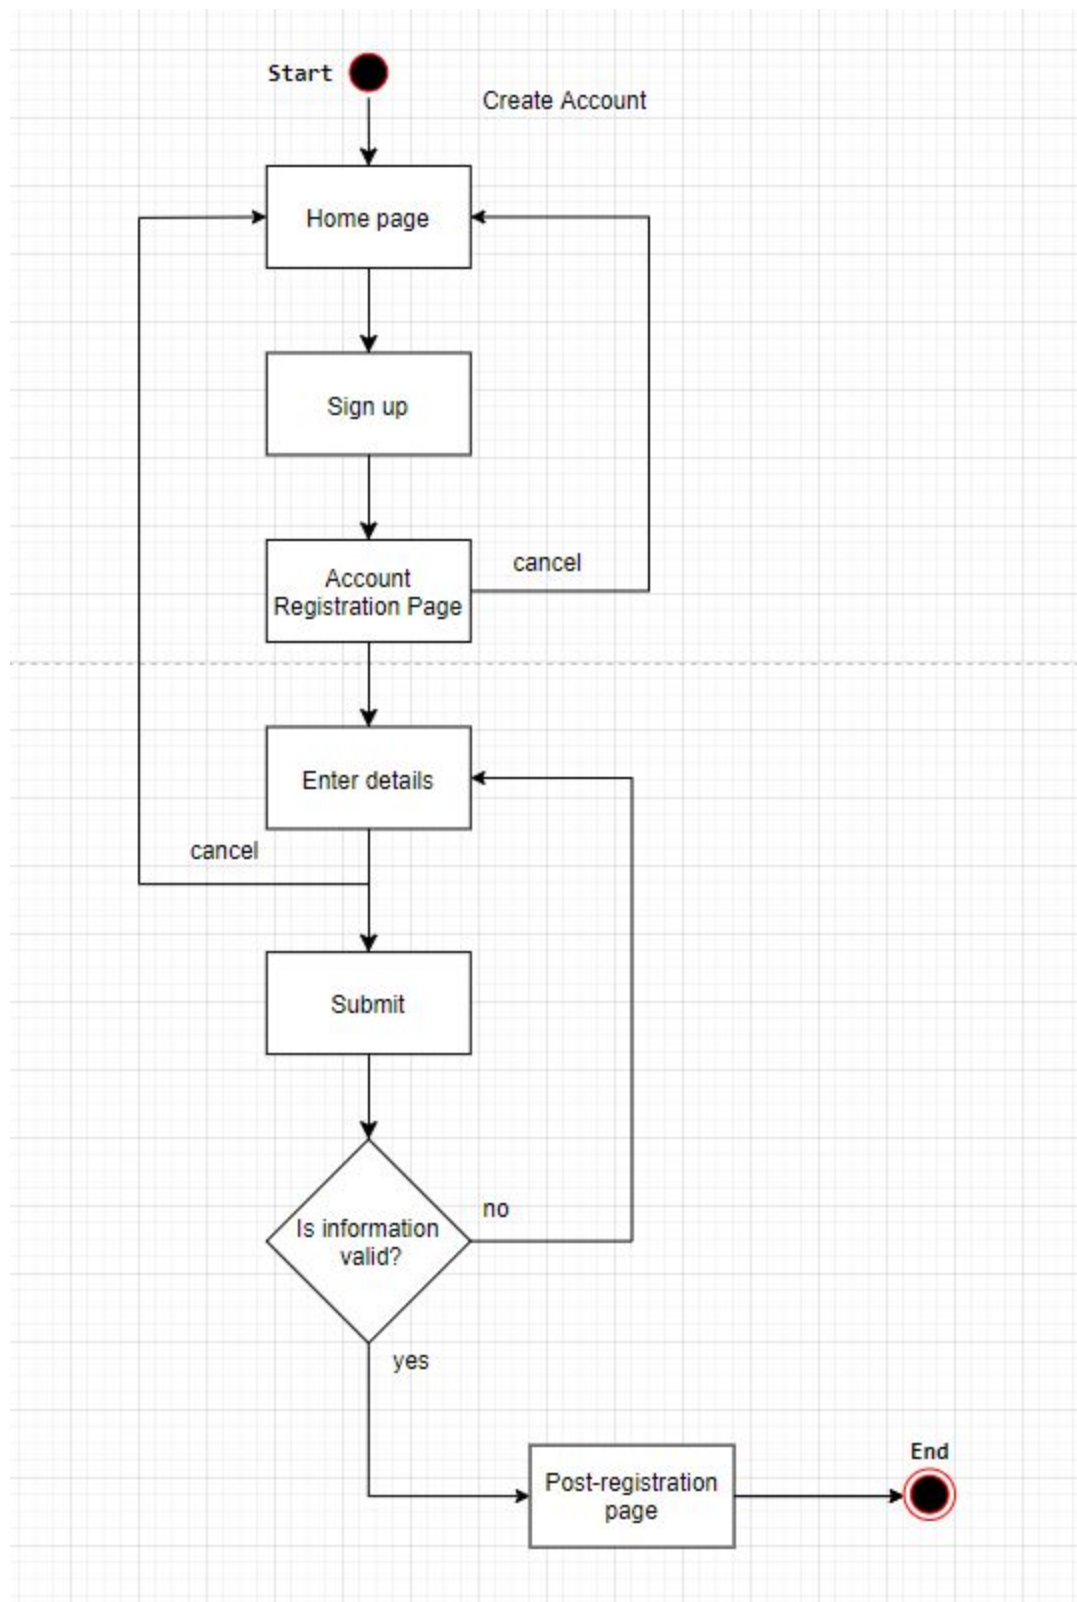 Start
Create Account
Home page
Sign up
Account
Registration Page
cancel
Enter details
cancel
Submit
Is information
valid?
no
yes
Post-registration
page
End